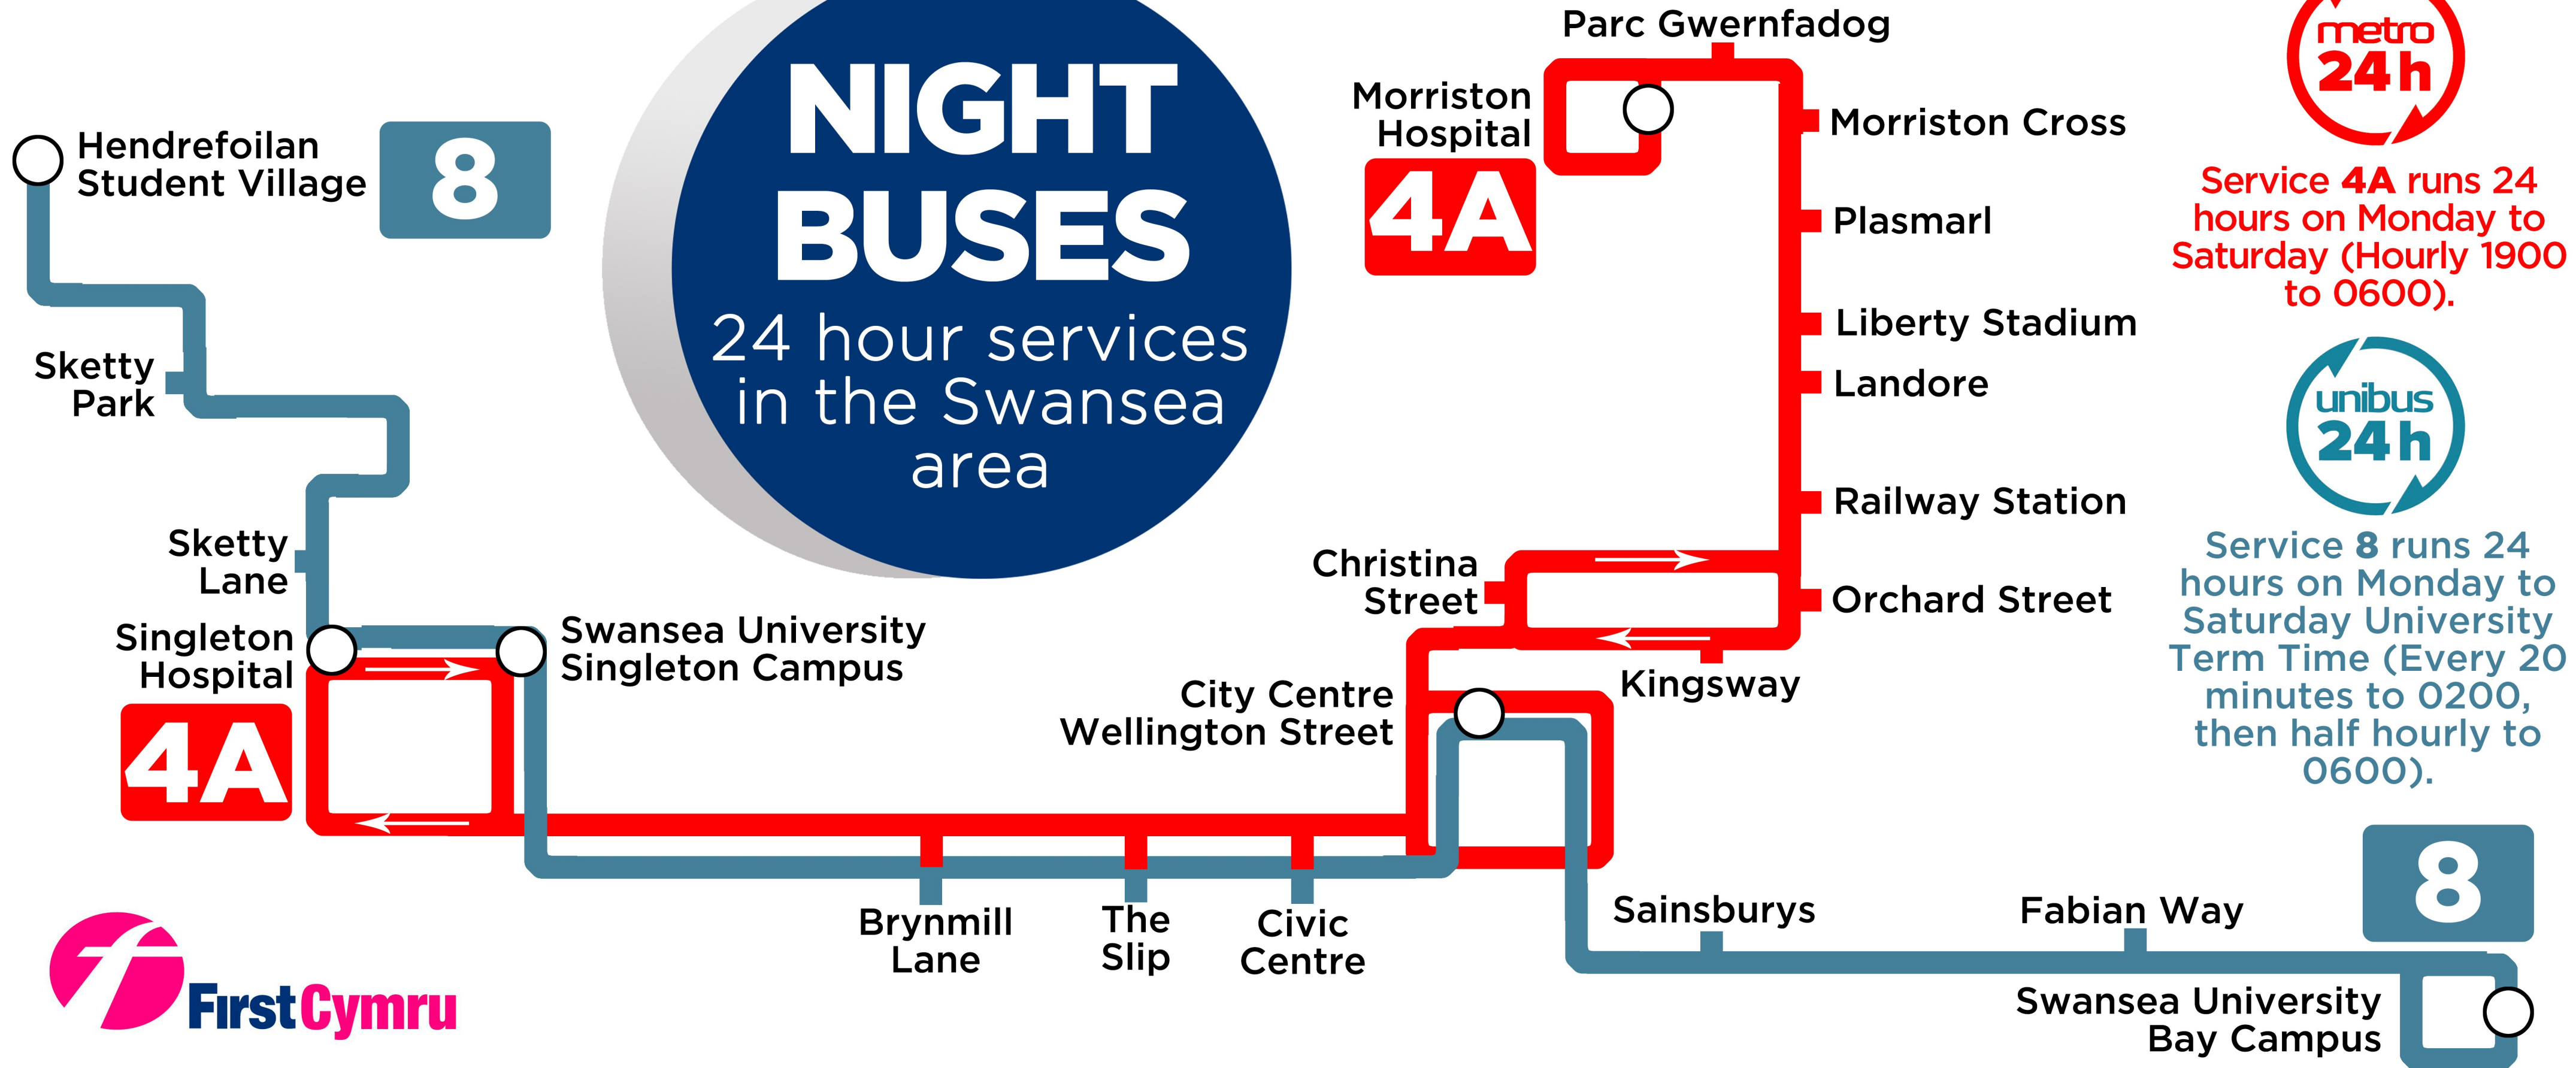 NIGHT
BUSES
24 hour services
in the Swansea
area
Hendrefoilan
Student Village
8
Sketty
Park
Sketty
Lane
Singleton
Hospital
4A
Swansea University
Singleton Campus
Brynmill
Lane
The
Slip
Civic
Centre
City Centre
Wellington Street
Christina
Street
Kingsway
Orchard Street
Railway Station
Landore
Liberty Stadium
Plasmarl
Morriston Cross
Parc Gwernfadog
Morriston
Hospital
4A
Sainsburys
Fabian Way
8
Swansea University
Bay Campus
metro
24h
Service 4A runs 24
hours on Monday to
Saturday (Hourly 1900
to 0600).
unibus
24h
Service 8 runs 24
hours on Monday to
Saturday University
Term Time (Every 20
minutes to 0200,
then half hourly to
0600).
f
First Cymru